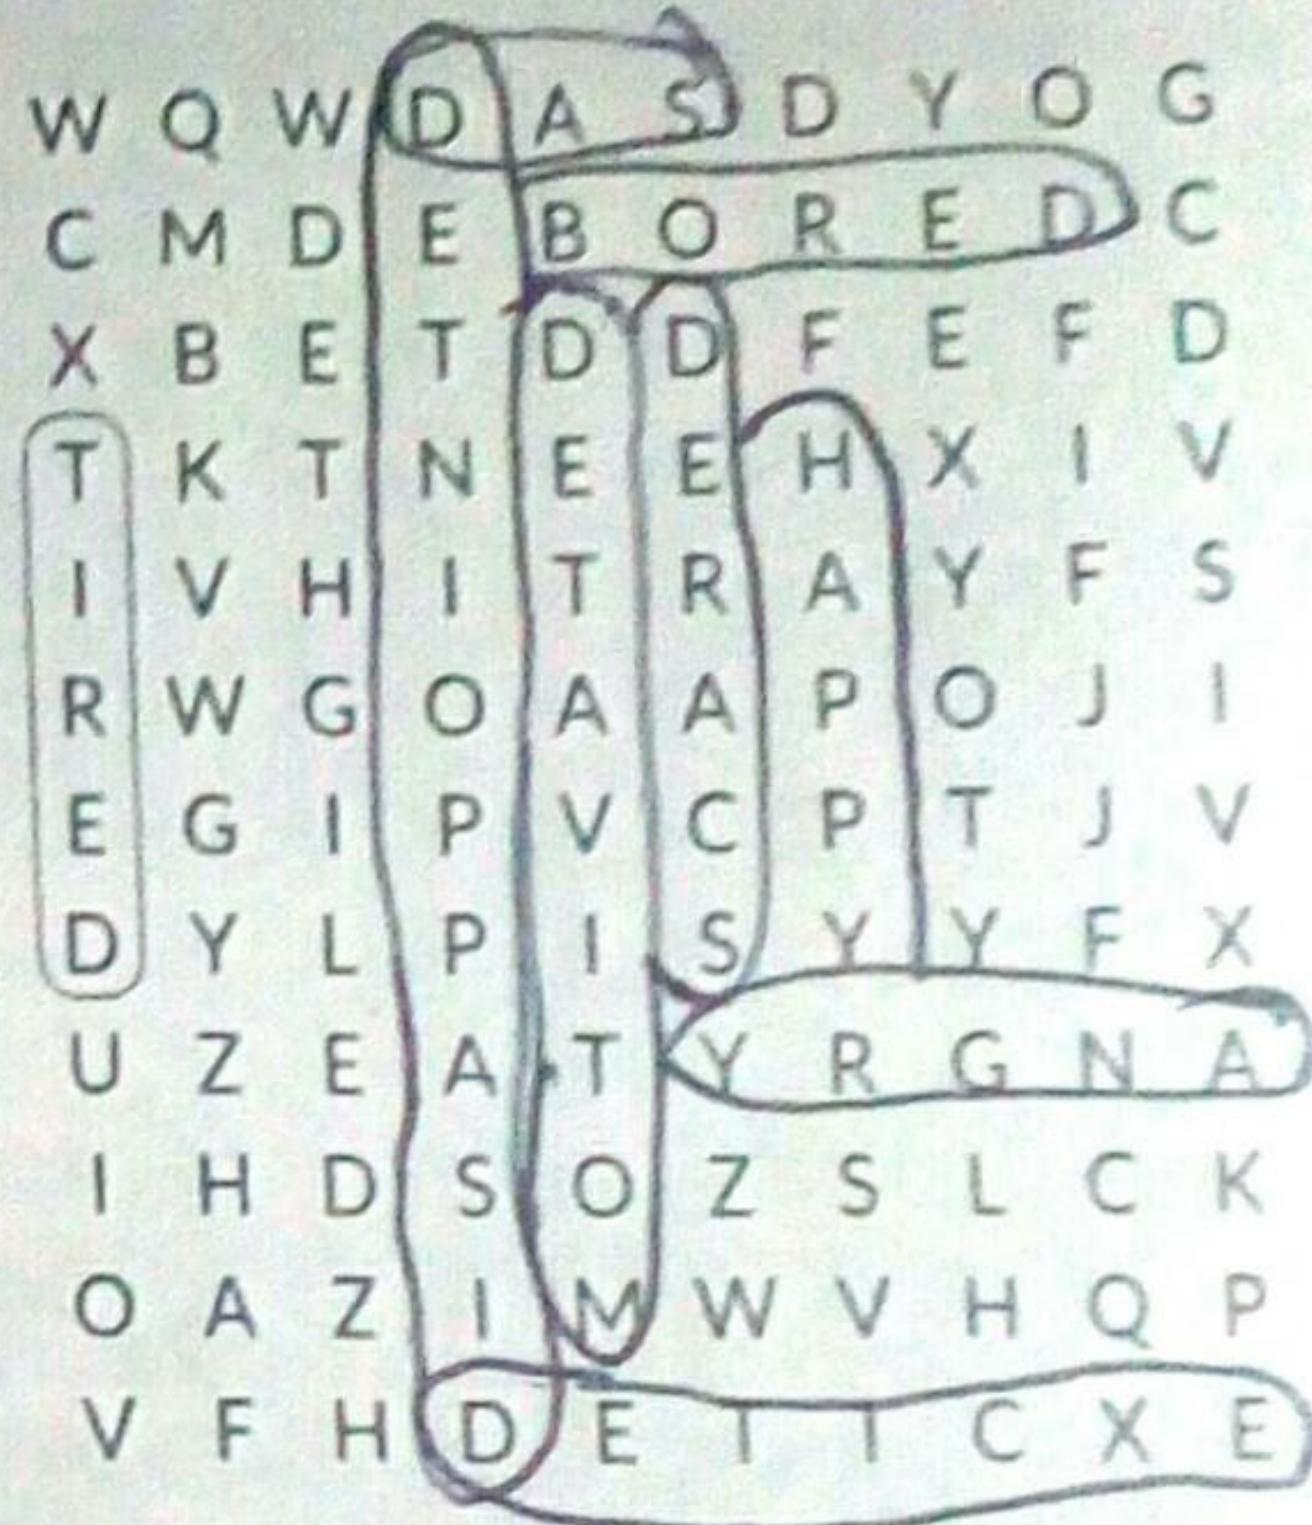 W Q W D A S D Y O G
C M D E B O R E D C
X B E T D D F E F D
T K T N E E H X I V
I V H I T R A Y F S
R W G O A A P O J I
E G I P V C P T J V
D Y L P I S Y Y F X
U Z E A T Y R G N A
I H D S O Z S L C K
O A Z I M W V H Q P
V F H D E T I C X E